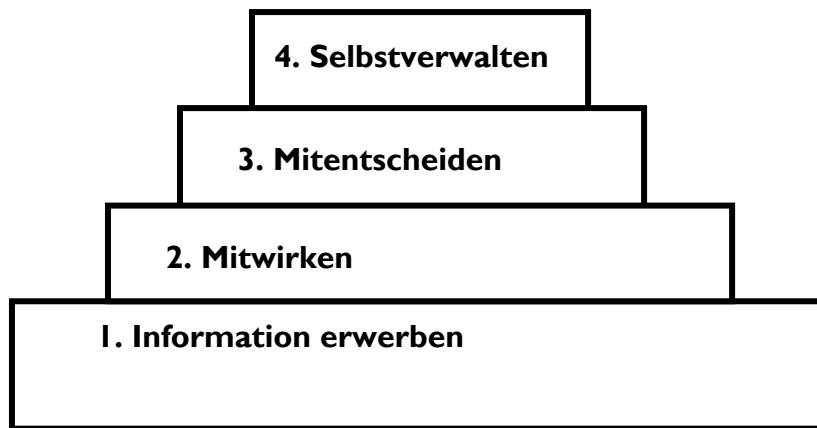 4. Selbstverwalten
3. Mitentscheiden
2. Mitwirken
1. Information erwerben